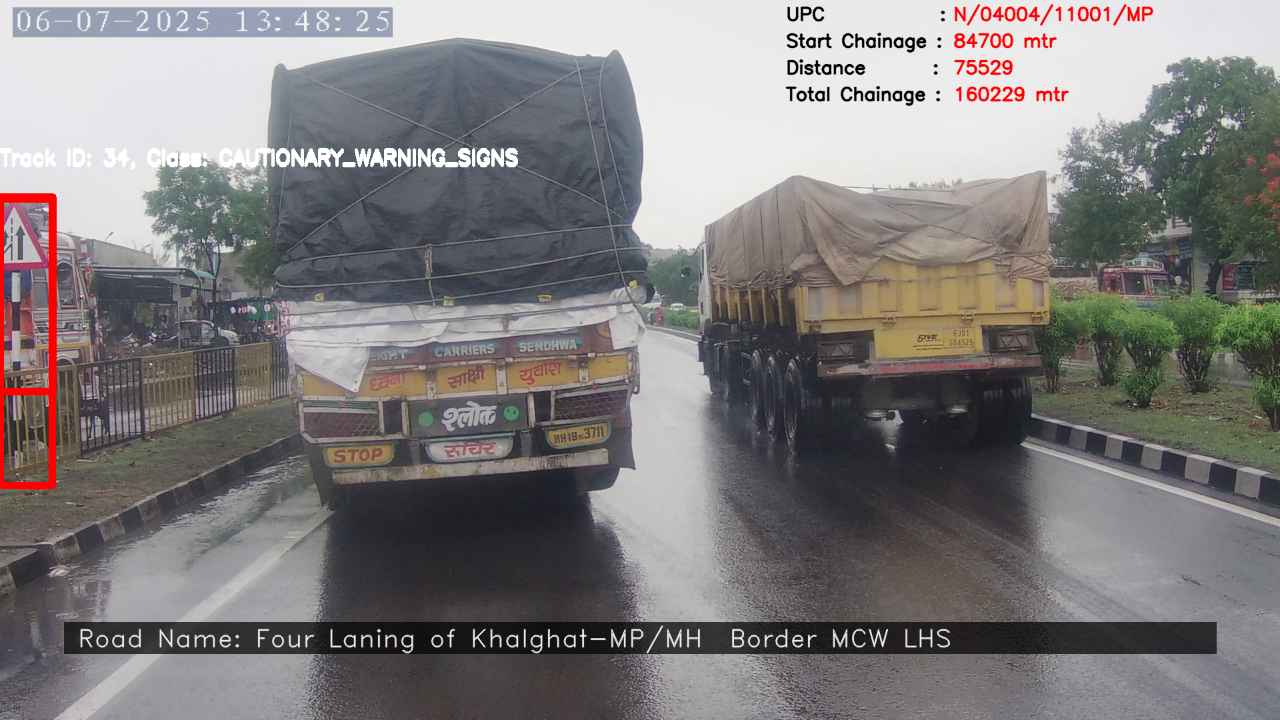 06-07-2025 13:48:25
UPC : N/04004/11001/MP
Start Chainage : 84700 mtr
Distance : 75529
Total Chainage : 160229 mtr
Track ID: 34, Class: CAUTIONARY_WARNING_SIGNS
CARRIERS SENDHWA
साक्षी युवराज
श्लोक
MH18 3711
STOP
रुचिर
Road Name: Four Laning of Khalghat-MP/MH Border MCW LHS